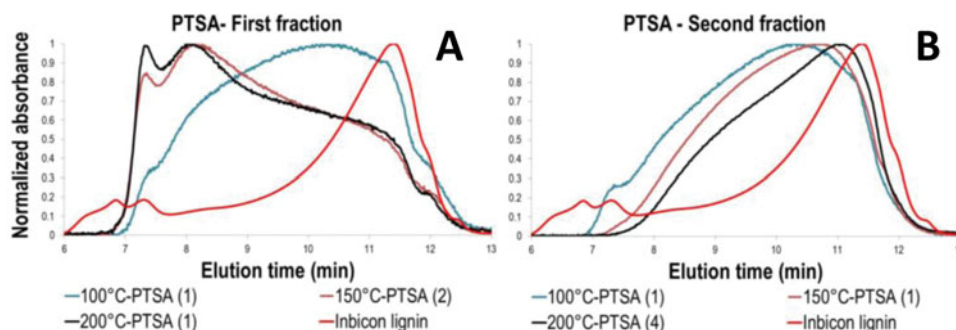 PTSA- First fraction
A
Normalized absorbance
1
0.9
0.8
0.7
0.6
0.5
0.4
0.3
0.2
0.1
0
6 7 8 9 10 11 12 13
Elution time (min)
100°C-PTSA (1) 150°C-PTSA (2)
200°C-PTSA (1) Inbicon lignin
PTSA - Second fraction
B
1
0.9
0.8
0.7
0.6
0.5
0.4
0.3
0.2
0.1
0
6 7 8 9 10 11 12
Elution time (min)
100°C-PTSA (1) 150°C-PTSA (1)
200°C-PTSA (4) Inbicon lignin